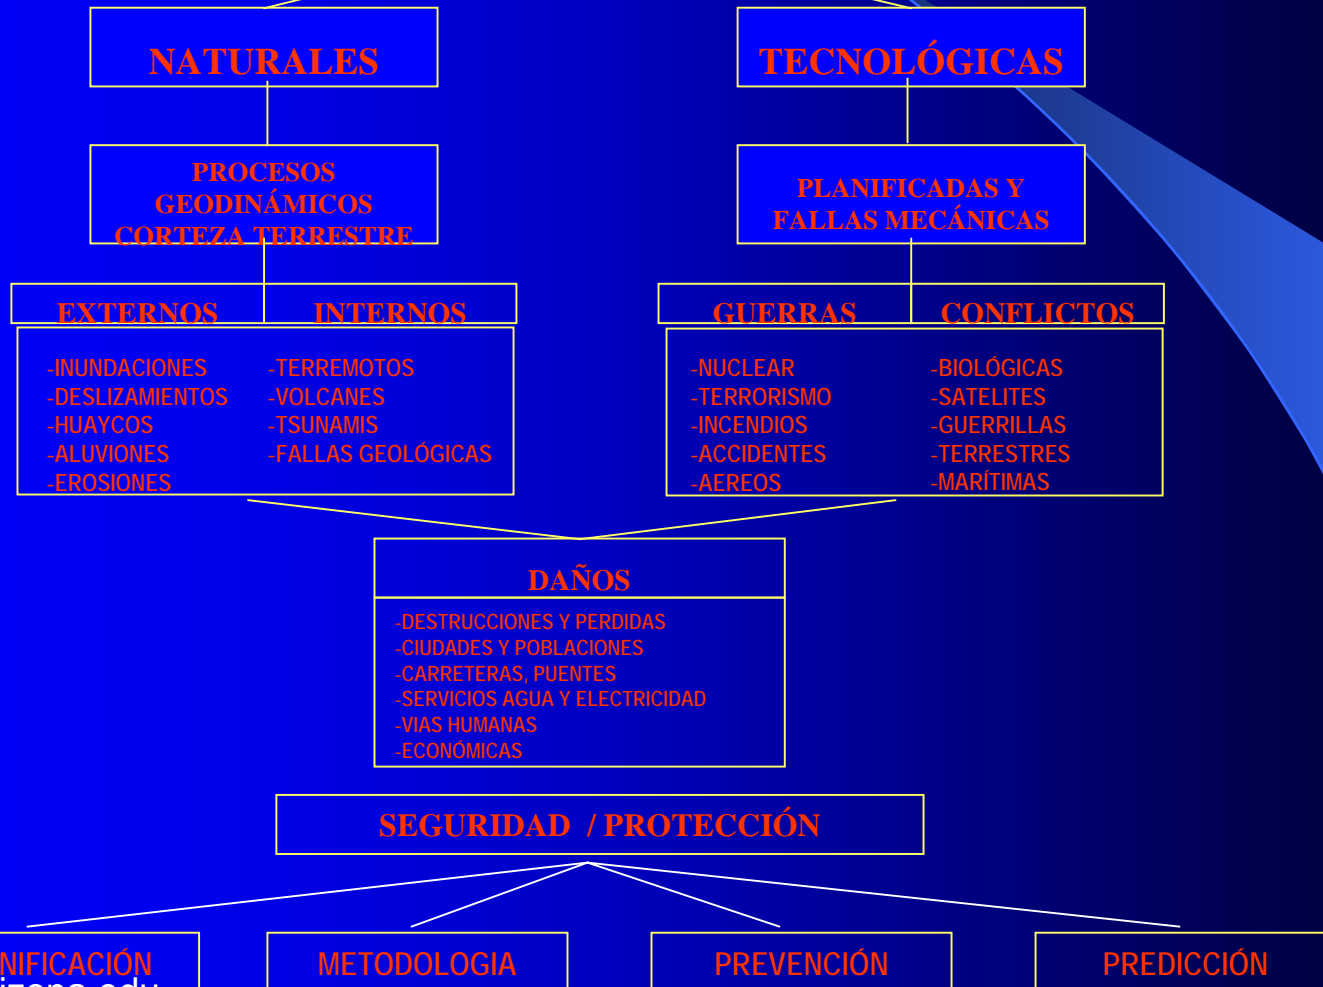 NATURALES
TECNOLÓGICAS
PROCESOS
GEODINÁMICOS
CORTEZA TERRESTRE
PLANIFICADAS Y
FALLAS MECÁNICAS
EXTERNOS
INTERNOS
-INUNDACIONES
-DESLIZAMIENTOS
-HUAYCOS
-ALUVIONES
-EROSIONES
-TERREMOTOS
-VOLCANES
-TSUNAMIS
-FALLAS GEOLÓGICAS
GUERRAS
CONFLICTOS
-NUCLEAR
-TERRORISMO
-INCENDIOS
-ACCIDENTES
-AEREOS
-BIOLÓGICAS
-SATELITES
-GUERRILLAS
-TERRESTRES
-MARÍTIMAS
DAÑOS
-DESTRUCCIONES Y PERDIDAS
-CIUDADES Y POBLACIONES
-CARRETERAS, PUENTES
-SERVICIOS AGUA Y ELECTRICIDAD
-VIAS HUMANAS
-ECONÓMICAS
SEGURIDAD / PROTECCIÓN
NIFICACIÓN
METODOLOGIA
PREVENCIÓN
PREDICCIÓN